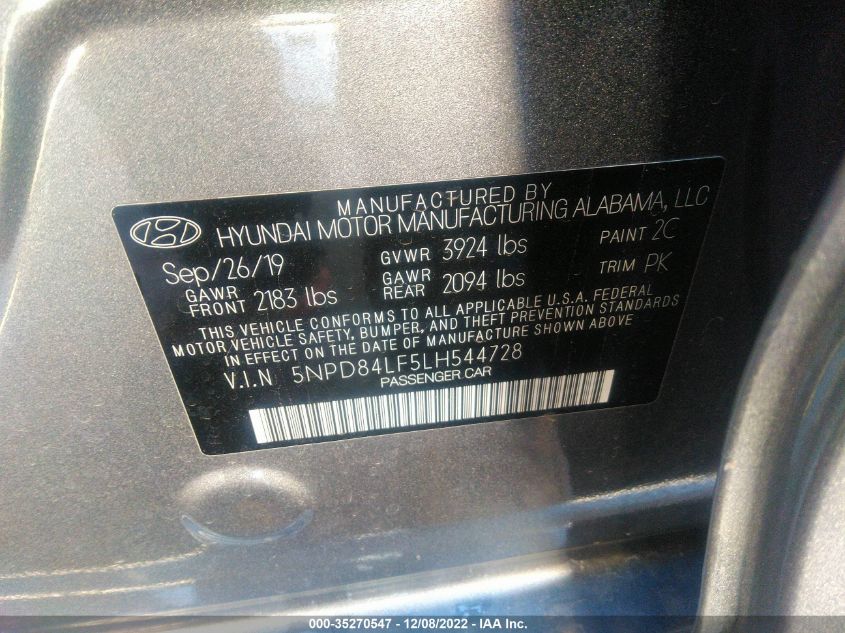 MANUFACTURED BY
HYUNDAI MOTOR MANUFACTURING ALABAMA, LLC
Sep/26/19 GVWR 3924 lbs PAINT 2C
GAWR FRONT 2183 lbs GAWR REAR 2094 lbs TRIM PK
THIS VEHICLE CONFORMS TO ALL APPLICABLE U.S.A. FEDERAL
MOTOR VEHICLE SAFETY, BUMPER, AND THEFT PREVENTION STANDARDS
IN EFFECT ON THE DATE OF MANUFACTURE SHOWN ABOVE
V.I.N 5NPD84LF5LH544728
PASSENGER CAR
000-35270547 - 12/08/2022 - IAA Inc.